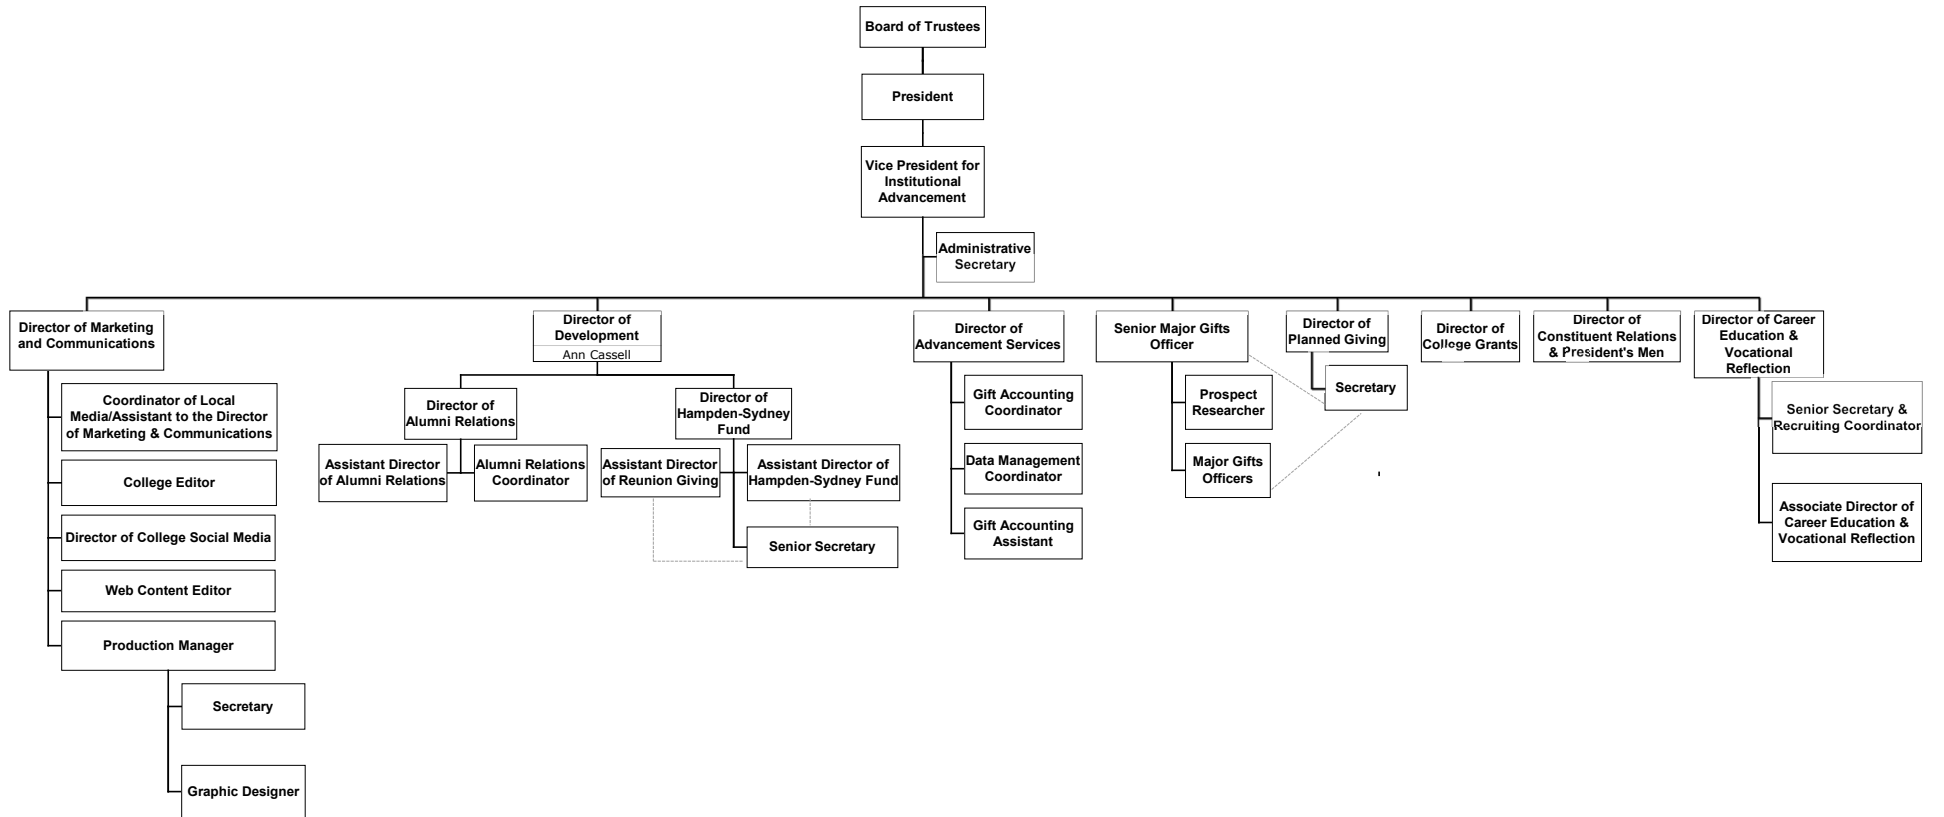 Board of Trustees
President
Vice President for
Institutional
Advancement
Administrative
Secretary
Director of Marketing
and Communications
Coordinator of Local
Media/Assistant to the Director
of Marketing & Communications
College Editor
Director of College Social Media
Web Content Editor
Production Manager
Secretary
Graphic Designer
Director of
Development
Ann Cassell
Director of
Alumni Relations
Assistant Director
of Alumni Relations
Alumni Relations
Coordinator
Director of
Hampden-Sydney
Fund
Assistant Director
of Reunion Giving
Assistant Director of
Hampden-Sydney Fund
Senior Secretary
Director of
Advancement Services
Gift Accounting
Coordinator
Data Management
Coordinator
Gift Accounting
Assistant
Senior Major Gifts
Officer
Prospect
Researcher
Major Gifts
Officers
Director of
Planned Giving
Secretary
Director of
College Grants
Director of
Constituent Relations
& President's Men
Director of Career
Education &
Vocational
Reflection
Senior Secretary &
Recruiting Coordinator
Associate Director of
Career Education &
Vocational Reflection